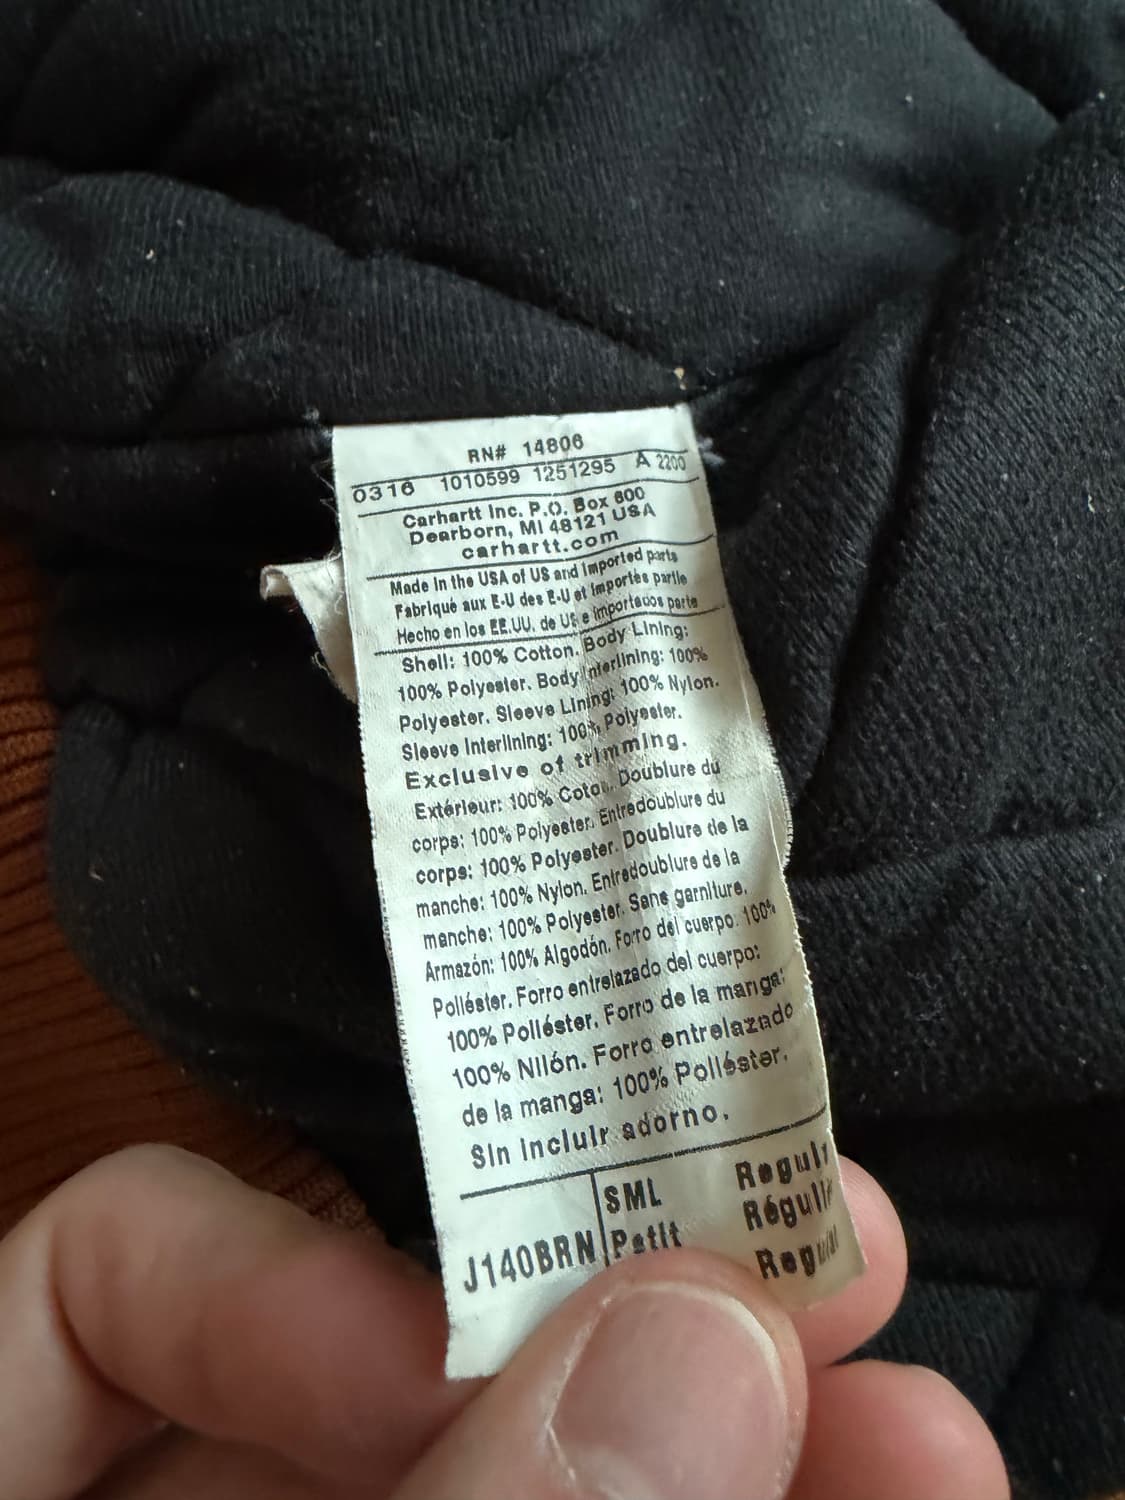 RN# 14806
0316 1010599 1251295 A 2200
Carhartt Inc. P.O. Box 600
Dearborn, MI 48121 USA
carhartt.com
Made in the USA of US and Imported parts
Fabriqué aux E-U des E-U et importés partie
Hecho en los EE.UU. de US e importados parte
Shell: 100% Cotton. Body Lining:
100% Polyester. Body Interlining: 100%
Polyester. Sleeve Lining: 100% Nylon.
Sleeve Interlining: 100% Polyester.
Exclusive of trimming.
Extérieur: 100% Coton. Doublure du
corps: 100% Polyester. Entredoublure du
corps: 100% Polyester. Doublure de la
manche: 100% Nylon. Entredoublure de la
manche: 100% Polyester. Sans garniture.
Armazón: 100% Algodón. Forro del cuerpo: 100%
Poliéster. Forro entrelazado del cuerpo:
100% Poliéster. Forro de la manga:
100% Nilón. Forro entrelazado
de la manga: 100% Poliéster.
Sin incluir adorno.
J140BRN SML Regul
Petit Régulie
Regular